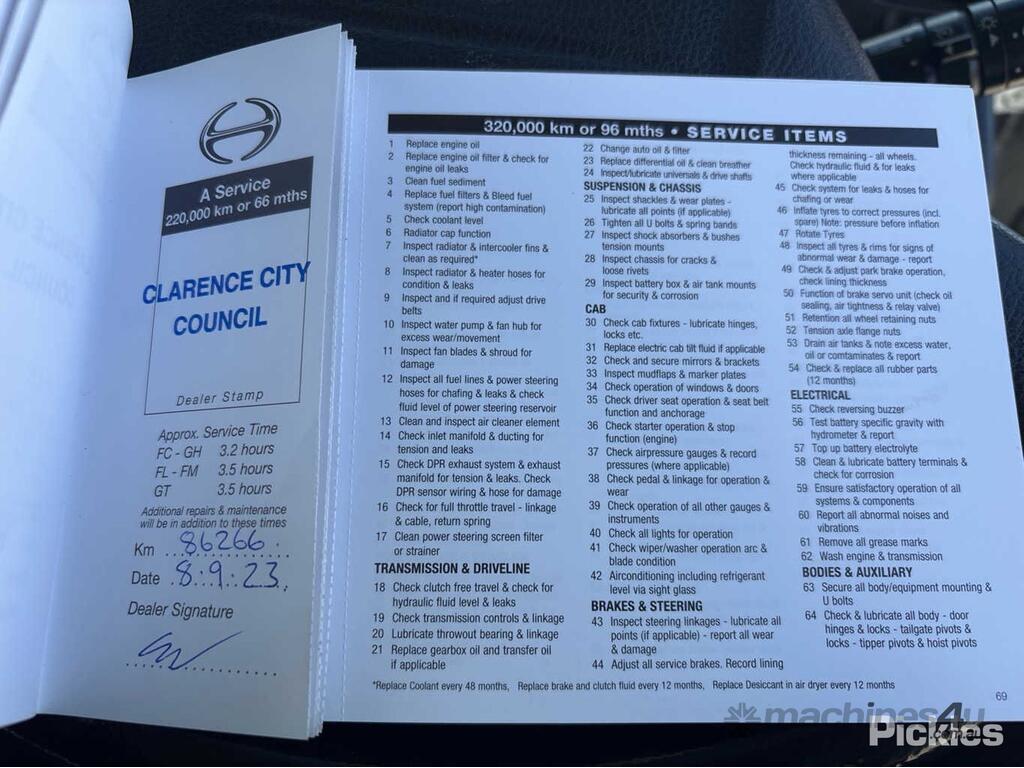 A Service
220,000 km or 66 mths
CLARENCE CITY
COUNCIL
Dealer Stamp
Approx. Service Time
FC - GH 3.2 hours
FL - FM 3.5 hours
GT 3.5 hours
Additional repairs & maintenance
will be in addition to these times
Km 86266
Date 8.9.23.
Dealer Signature
320,000 km or 96 mths • SERVICE ITEMS
1 Replace engine oil
2 Replace engine oil filter & check for
engine oil leaks
3 Clean fuel sediment
4 Replace fuel filters & Bleed fuel
system (report high contamination)
5 Check coolant level
6 Radiator cap function
7 Inspect radiator & intercooler fins &
clean as required*
8 Inspect radiator & heater hoses for
condition & leaks
9 Inspect and if required adjust drive
belts
10 Inspect water pump & fan hub for
excess wear/movement
11 Inspect fan blades & shroud for
damage
12 Inspect all fuel lines & power steering
hoses for chafing & leaks & check
fluid level of power steering reservoir
13 Clean and inspect air cleaner element
14 Check inlet manifold & ducting for
tension and leaks
15 Check DPR exhaust system & exhaust
manifold for tension & leaks. Check
DPR sensor wiring & hose for damage
16 Check for full throttle travel - linkage
& cable, return spring
17 Clean power steering screen filter
or strainer
TRANSMISSION & DRIVELINE
18 Check clutch free travel & check for
hydraulic fluid level & leaks
19 Check transmission controls & linkage
20 Lubricate throwout bearing & linkage
21 Replace gearbox oil and transfer oil
if applicable
22 Change auto oil & filter
23 Replace differential oil & clean breather
24 Inspect/lubricate universals & drive shafts
SUSPENSION & CHASSIS
25 Inspect shackles & wear plates -
lubricate all points (if applicable)
26 Tighten all U bolts & spring bands
27 Inspect shock absorbers & bushes
tension mounts
28 Inspect chassis for cracks &
loose rivets
29 Inspect battery box & air tank mounts
for security & corrosion
CAB
30 Check cab fixtures - lubricate hinges,
locks etc.
31 Replace electric cab tilt fluid if applicable
32 Check and secure mirrors & brackets
33 Inspect mudflaps & marker plates
34 Check operation of windows & doors
35 Check driver seat operation & seat belt
function and anchorage
36 Check starter operation & stop
function (engine)
37 Check airpressure gauges & record
pressures (where applicable)
38 Check pedal & linkage for operation &
wear
39 Check operation of all other gauges &
instruments
40 Check all lights for operation
41 Check wiper/washer operation arc &
blade condition
42 Airconditioning including refrigerant
level via sight glass
BRAKES & STEERING
43 Inspect steering linkages - lubricate all
points (if applicable) - report all wear
& damage
44 Adjust all service brakes. Record lining
thickness remaining - all wheels.
Check hydraulic fluid & for leaks
where applicable
45 Check system for leaks & hoses for
chafing or wear
46 Inflate tyres to correct pressures (incl.
spare) Note: pressure before inflation
47 Rotate Tyres
48 Inspect all tyres & rims for signs of
abnormal wear & damage - report
49 Check & adjust park brake operation,
check lining thickness
50 Function of brake servo unit (check oil
sealing, air tightness & relay valve)
51 Retention all wheel retaining nuts
52 Tension axle flange nuts
53 Drain air tanks & note excess water,
oil or comtaminates & report
54 Check & replace all rubber parts
(12 months)
ELECTRICAL
55 Check reversing buzzer
56 Test battery specific gravity with
hydrometer & report
57 Top up battery electrolyte
58 Clean & lubricate battery terminals &
check for corrosion
59 Ensure satisfactory operation of all
systems & components
60 Report all abnormal noises and
vibrations
61 Remove all grease marks
62 Wash engine & transmission
BODIES & AUXILIARY
63 Secure all body/equipment mounting &
U bolts
64 Check & lubricate all body - door
hinges & locks - tailgate pivots &
locks - tipper pivots & hoist pivots
*Replace Coolant every 48 months, Replace brake and clutch fluid every 12 months, Replace Desiccant in air dryer every 12 months
69
machines4u
.com.au
Pickles